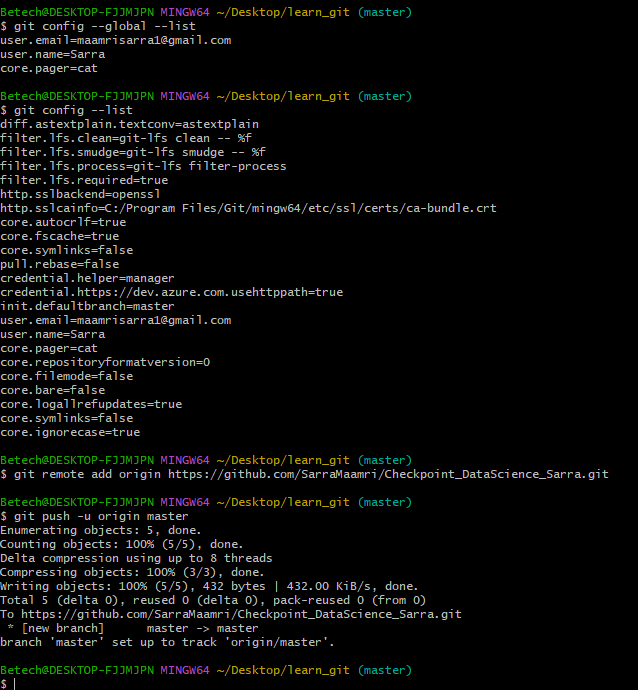 Betech@DESKTOP-FJJMJPN MINGW64 ~/Desktop/learn_git (master)
$ git config --global --list
user.email=maamrisarra1@gmail.com
user.name=Sarra
core.pager=cat
Betech@DESKTOP-FJJMJPN MINGW64 ~/Desktop/learn_git (master)
$ git config --list
diff.astextplain.textconv=astextplain
filter.lfs.clean=git-lfs clean -- %f
filter.lfs.smudge=git-lfs smudge -- %f
filter.lfs.process=git-lfs filter-process
filter.lfs.required=true
http.sslbackend=openssl
http.sslcainfo=C:/Program Files/Git/mingw64/etc/ssl/certs/ca-bundle.crt
core.autocrlf=true
core.fscache=true
core.symlinks=false
pull.rebase=false
credential.helper=manager
credential.https://dev.azure.com.usehttppath=true
init.defaultbranch=master
user.email=maamrisarra1@gmail.com
user.name=Sarra
core.pager=cat
core.repositoryformatversion=0
core.filemode=false
core.bare=false
core.logallrefupdates=true
core.symlinks=false
core.ignorecase=true
Betech@DESKTOP-FJJMJPN MINGW64 ~/Desktop/learn_git (master)
$ git remote add origin https://github.com/SarraMaamri/Checkpoint_DataScience_Sarra.git
Betech@DESKTOP-FJJMJPN MINGW64 ~/Desktop/learn_git (master)
$ git push -u origin master
Enumerating objects: 5, done.
Counting objects: 100% (5/5), done.
Delta compression using up to 8 threads
Compressing objects: 100% (3/3), done.
Writing objects: 100% (5/5), 432 bytes | 432.00 KiB/s, done.
Total 5 (delta 0), reused 0 (delta 0), pack-reused 0 (from 0)
To https://github.com/SarraMaamri/Checkpoint_DataScience_Sarra.git
 * [new branch]      master -> master
branch 'master' set up to track 'origin/master'.
Betech@DESKTOP-FJJMJPN MINGW64 ~/Desktop/learn_git (master)
$